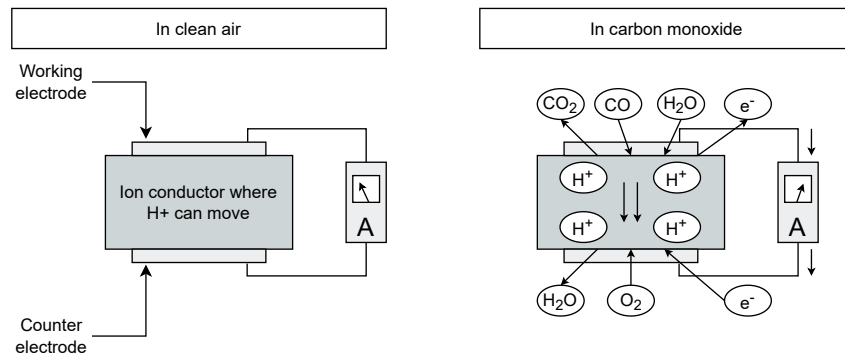 In clean air
Working
electrode
Ion conductor where
H+ can move
A
Counter
electrode
In carbon monoxide
CO₂
CO
H₂O
e⁻
H⁺
H⁺
H⁺
H⁺
A
H₂O
O₂
e⁻